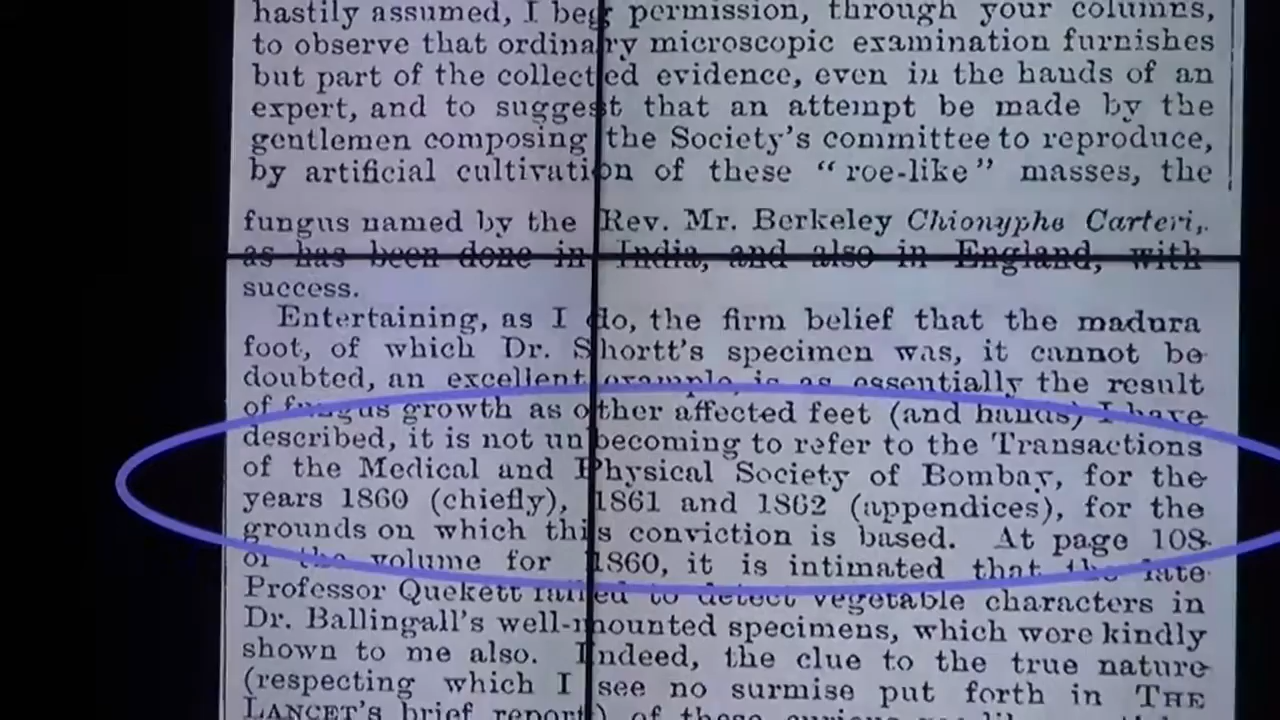 hastily assumed, I beg permission, through your columns,
to observe that ordinary microscopic examination furnishes
but part of the collected evidence, even in the hands of an
expert, and to suggest that an attempt be made by the
gentlemen composing the Society's committee to reproduce,
by artificial cultivation of these "roe-like" masses, the
fungus named by the Rev. Mr. Berkeley Chionyphe Carteri,
as has been done in India, and also in England, with
success.
Entertaining, as I do, the firm belief that the madura
foot, of which Dr. Shortt's specimen was, it cannot be
doubted, an excellent example, is as essentially the result
of fungus growth as other affected feet (and hands) I have
described, it is not unbecoming to refer to the Transactions
of the Medical and Physical Society of Bombay, for the
years 1860 (chiefly), 1861 and 1862 (appendices), for the
grounds on which this conviction is based. At page 108
of the volume for 1860, it is intimated that the late
Professor Quekett failed to detect vegetable characters in
Dr. Ballingall's well-mounted specimens, which were kindly
shown to me also. Indeed, the clue to the true nature
(respecting which I see no surmise put forth in THE
LANCET'S brief report) of these